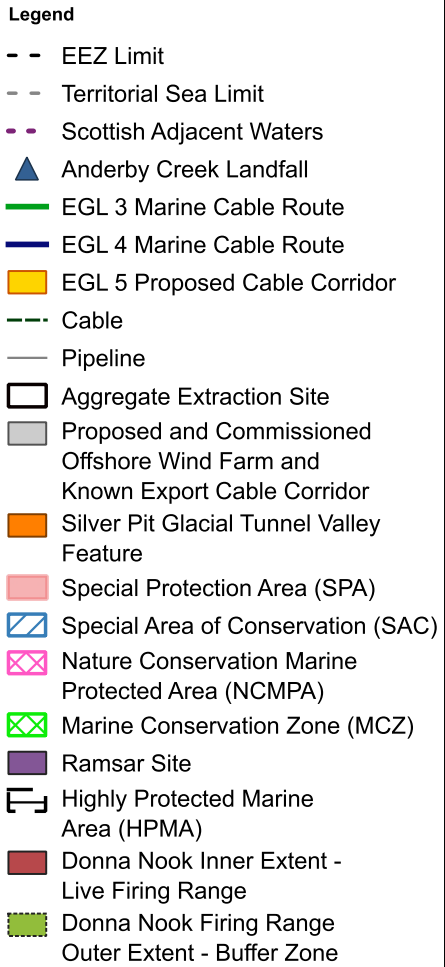 Legend
EEZ Limit
Territorial Sea Limit
Scottish Adjacent Waters
Anderby Creek Landfall
EGL 3 Marine Cable Route
EGL 4 Marine Cable Route
EGL 5 Proposed Cable Corridor
Cable
Pipeline
Aggregate Extraction Site
Proposed and Commissioned
Offshore Wind Farm and
Known Export Cable Corridor
Silver Pit Glacial Tunnel Valley
Feature
Special Protection Area (SPA)
Special Area of Conservation (SAC)
Nature Conservation Marine
Protected Area (NCMPA)
Marine Conservation Zone (MCZ)
Ramsar Site
Highly Protected Marine
Area (HPMA)
Donna Nook Inner Extent -
Live Firing Range
Donna Nook Firing Range
Outer Extent - Buffer Zone